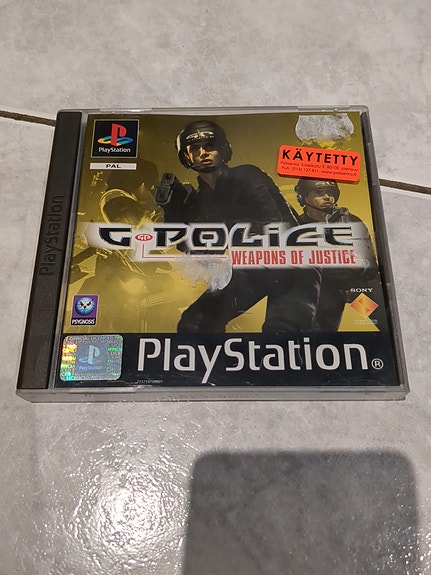 PlayStation
PlayStation
PAL
KÄYTETTY
G-POLICE
WEAPONS OF JUSTICE
PSYGNOSIS
SONY
PlayStation®